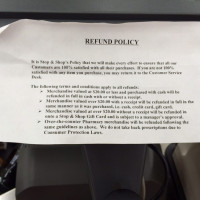 REFUND POLICY
It is Stop & Shop's Policy that we will make every effort to ensure that all our
Customers are 100% satisfied with all their purchases. If you are not 100%
satisfied with any item you purchase, you may return it to the Customer Service
Desk.
The following terms and conditions apply to all refunds.
Merchandise valued at $20.00 or less and purchased with cash will be
refunded in full in cash with or without a receipt.
Merchandise valued over $20.00 with a receipt will be refunded in full in the
same manner as it was purchased, i.e. cash, credit card, gift card.
Merchandise valued at over $20.00 without a receipt will be refunded in
onto a Stop & Shop Gift Card and is subject to a manager's approval.
Over-the-counter Pharmacy merchandise will be refunded following the
same guidelines as above. We do not take back prescriptions due to
Consumer Protection Laws.